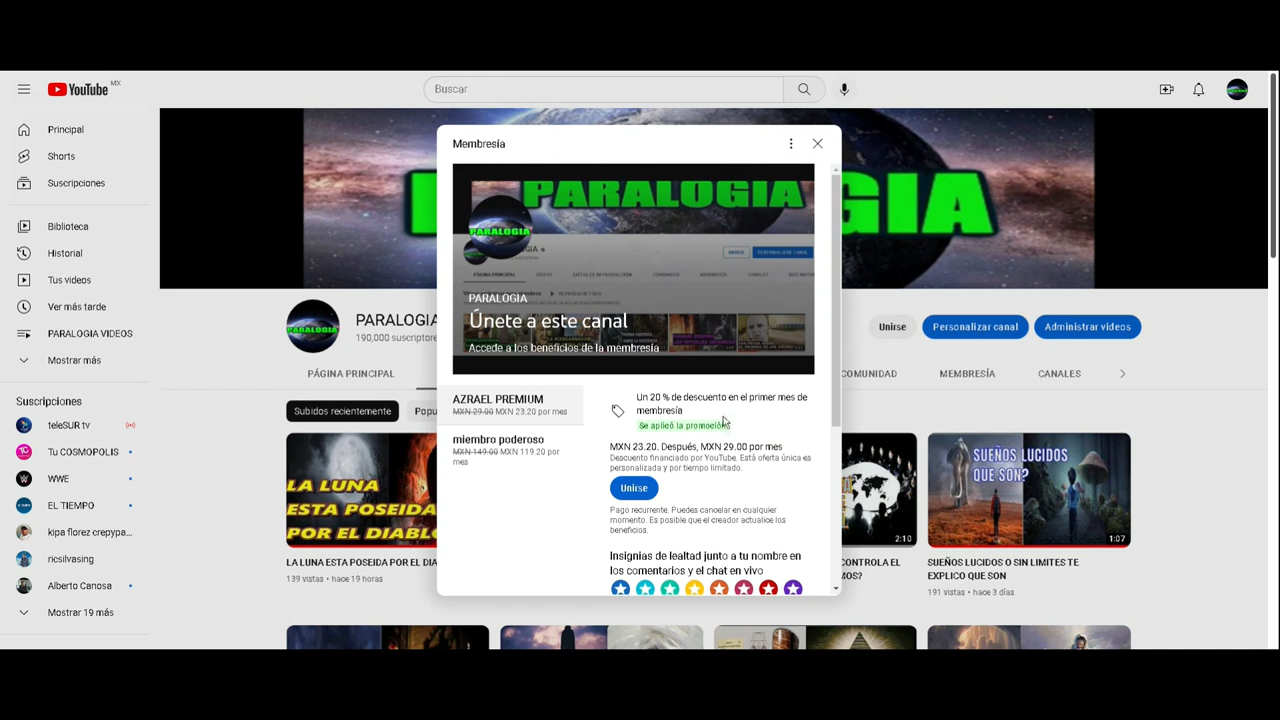 YouTube MX
Buscar
Principal
Shorts
Suscripciones
Biblioteca
Historial
Tus videos
Ver más tarde
PARALOGIA VIDEOS
Mostrar más
Suscripciones
teleSUR tv
Tu COSMOPOLIS
WWE
EL TIEMPO
kipa florez crepypa...
ricsilvasing
Alberto Canosa
Mostrar 19 más
PARALOGIA
190,000 suscriptore
Unirse
Personalizar canal
Administrar videos
PÁGINA PRINCIPAL
OMUNIDAD
MEMBRESÍA
CANALES
Subidos recientemente
Popu
Membresía
PARALOGIA
PARALOGIA
PARALOGIA
Únete a este canal
Accede a los beneficios de la membresía
AZRAEL PREMIUM
MXN 29.00 MXN 23.20 por mes
miembro poderoso
MXN 149.00 MXN 119.20 por
mes
Un 20 % de descuento en el primer mes de
membresía
Se aplicó la promoción
MXN 23.20. Después, MXN 29.00 por mes
Descuento financiado por YouTube. Está oferta única es
personalizada y por tiempo limitado.
Unirse
Pago recurrente. Puedes cancelar en cualquier
momento. Es posible que el creador actualice los
beneficios.
Insignias de lealtad junto a tu nombre en
los comentarios y el chat en vivo
LA LUNA
ESTA POSEIDA
POR EL DIABL
LA LUNA ESTA POSEIDA POR EL DI
139 vistas • hace 19 horas
2:10
CONTROLA EL
MOS?
SUEÑOS LUCIDOS
QUE SON?
1:07
SUEÑOS LUCIDOS O SIN LIMITES TE
EXPLICO QUE SON
191 vistas • hace 3 días